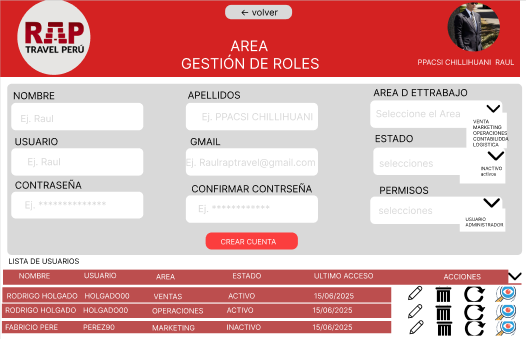 ← volver
RAP
TRAVEL PERÚ
AREA
GESTIÓN DE ROLES
PPACSI CHILLIHUANI RAUL
NOMBRE
APELLIDOS
AREA D ETTRABAJO
Ej. Raul
Ej. PPACSI CHILLIHUANI
Seleccione el Area
VENTA
MARKETING
OPERACIONES
CONTABILIDDA
LOGISTICA
USUARIO
GMAIL
ESTADO
Ej. Raul
Ej. Raulraptravel@gmail.com
selecciones
INACTIVO
activos
CONTRASEÑA
CONFIRMAR CONTRSEÑA
PERMISOS
Ej. *************
Ej. ************
selecciones
USUARIO
ADMINISTRADOR
CREAR CUENTA
LISTA DE USUARIOS
NOMBRE USUARIO AREA ESTADO ULTIMO ACCESO ACCIONES
RODRIGO HOLGADO HOLGADO00 VENTAS ACTIVO 15/06/2025
RODRIGO HOLGADO HOLGADO00 OPERACIONES ACTIVO 15/06/2025
FABRICIO PERE PEREZ90 MARKETING INACTIVO 15/06/2025